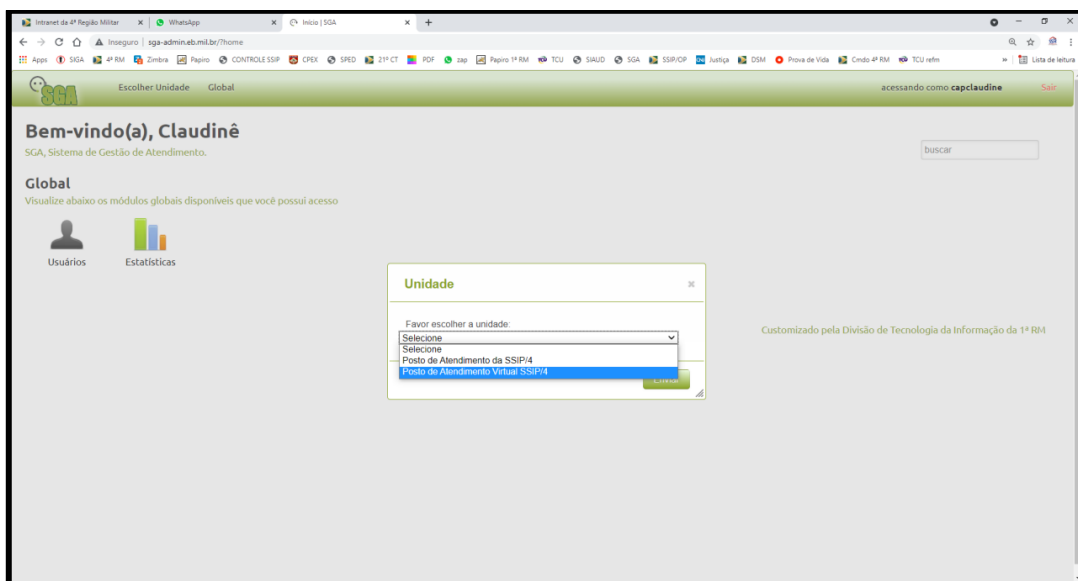 Intranet da 4ª Região Militar
WhatsApp
Início | SGA
Inseguro | sga-admin.eb.mil.br/?home
Apps SIGA 4ª RM Zimbra Papiro CONTROLE SSIP CPEX SPED 21º CT PDF zap Papiro 1ª RM TCU SIAUD SGA SSIP/OP Justiça DSM Prova de Vida Cmdo 4ª RM TCU refm » Lista de leitura
SGA Escolher Unidade Global acessando como capclaudine Sair
Bem-vindo(a), Claudinê
SGA, Sistema de Gestão de Atendimento.
buscar
Global
Visualize abaixo os módulos globais disponíveis que você possui acesso
Usuários Estatísticas
Unidade
Favor escolher a unidade:
Selecione
Selecione
Posto de Atendimento da SSIP/4
Posto de Atendimento Virtual SSIP/4
Enviar
Customizado pela Divisão de Tecnologia da Informação da 1ª RM